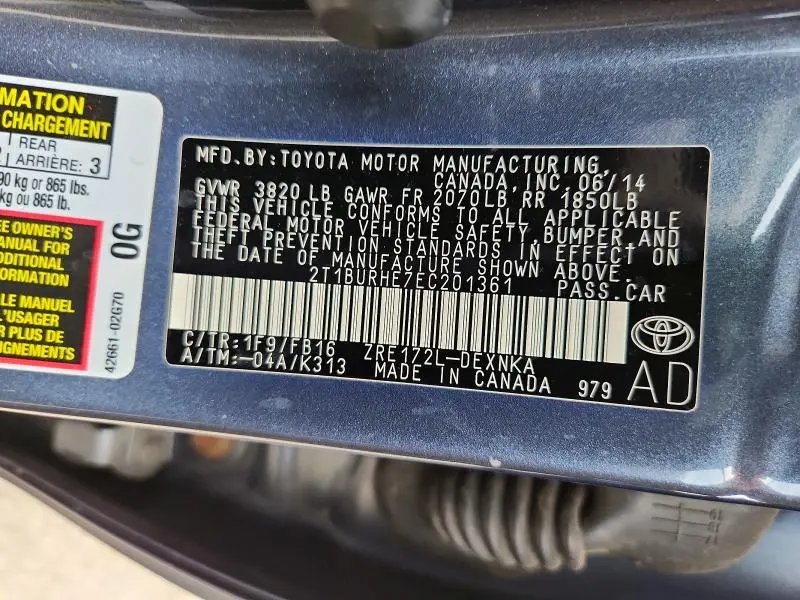 MATION
CHARGEMENT
REAR
ARRIÈRE: 3
90 kg or 865 lbs.
kg ou 865 lb.
OWNER'S
MANUAL FOR
ADDITIONAL
FORMATION
LE MANUEL
L'USAGER
R PLUS DE
IGNEMENTS
0G
42661-02G70
MFD. BY: TOYOTA MOTOR MANUFACTURING,
CANADA, INC. 06/14
GVWR 3820 LB GAWR FR 2070LB RR 1850LB
THIS VEHICLE CONFORMS TO ALL APPLICABLE
FEDERAL MOTOR VEHICLE SAFETY, BUMPER, AND
THEFT PREVENTION STANDARDS IN EFFECT ON
THE DATE OF MANUFACTURE SHOWN ABOVE.
2T1BURHE7EC201361 PASS. CAR
C/TR: 1F9/FB16 ZRE172L-DEXNKA
A/TM: -04A/K313 MADE IN CANADA 979
AD